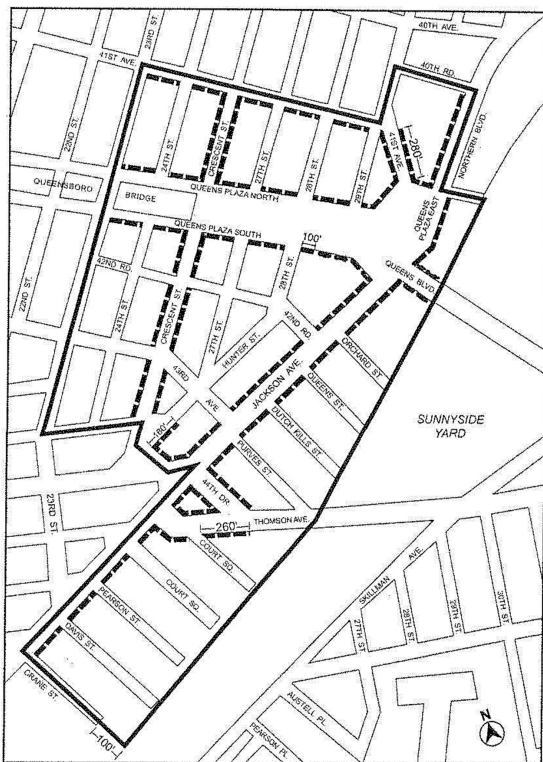 40TH AVE.
23RD ST.
41ST AVE.
40TH RD.
22ND ST.
NORTHERN BLVD.
280'
41ST AVE.
24TH ST.
CRESCENT ST.
27TH ST.
28TH ST.
29TH ST.
QUEENSBORO
BRIDGE
QUEENS PLAZA NORTH
QUEENS PLAZA EAST
QUEENS PLAZA SOUTH
100'
QUEENS BLVD
42ND RD.
28TH ST.
22ND ST.
24TH ST.
CRESCENT ST.
27TH ST.
HUNTER ST.
42ND RD.
ORCHARD ST.
43RD
AVE
JACKSON AVE.
QUEENS ST.
SUNNYSIDE
YARD
160'
DUTCH KILLS ST.
PURVES ST.
44TH DR.
23RD ST.
260'
THOMSON AVE.
COURT SQ.
COURT SQ.
SKILLMAN AVE.
27TH ST.
28TH ST.
29TH ST.
30TH ST.
PEARSON ST.
DAVIS ST.
CRANE ST.
100'
AUSTELL PL.
PEARSON PL.
N